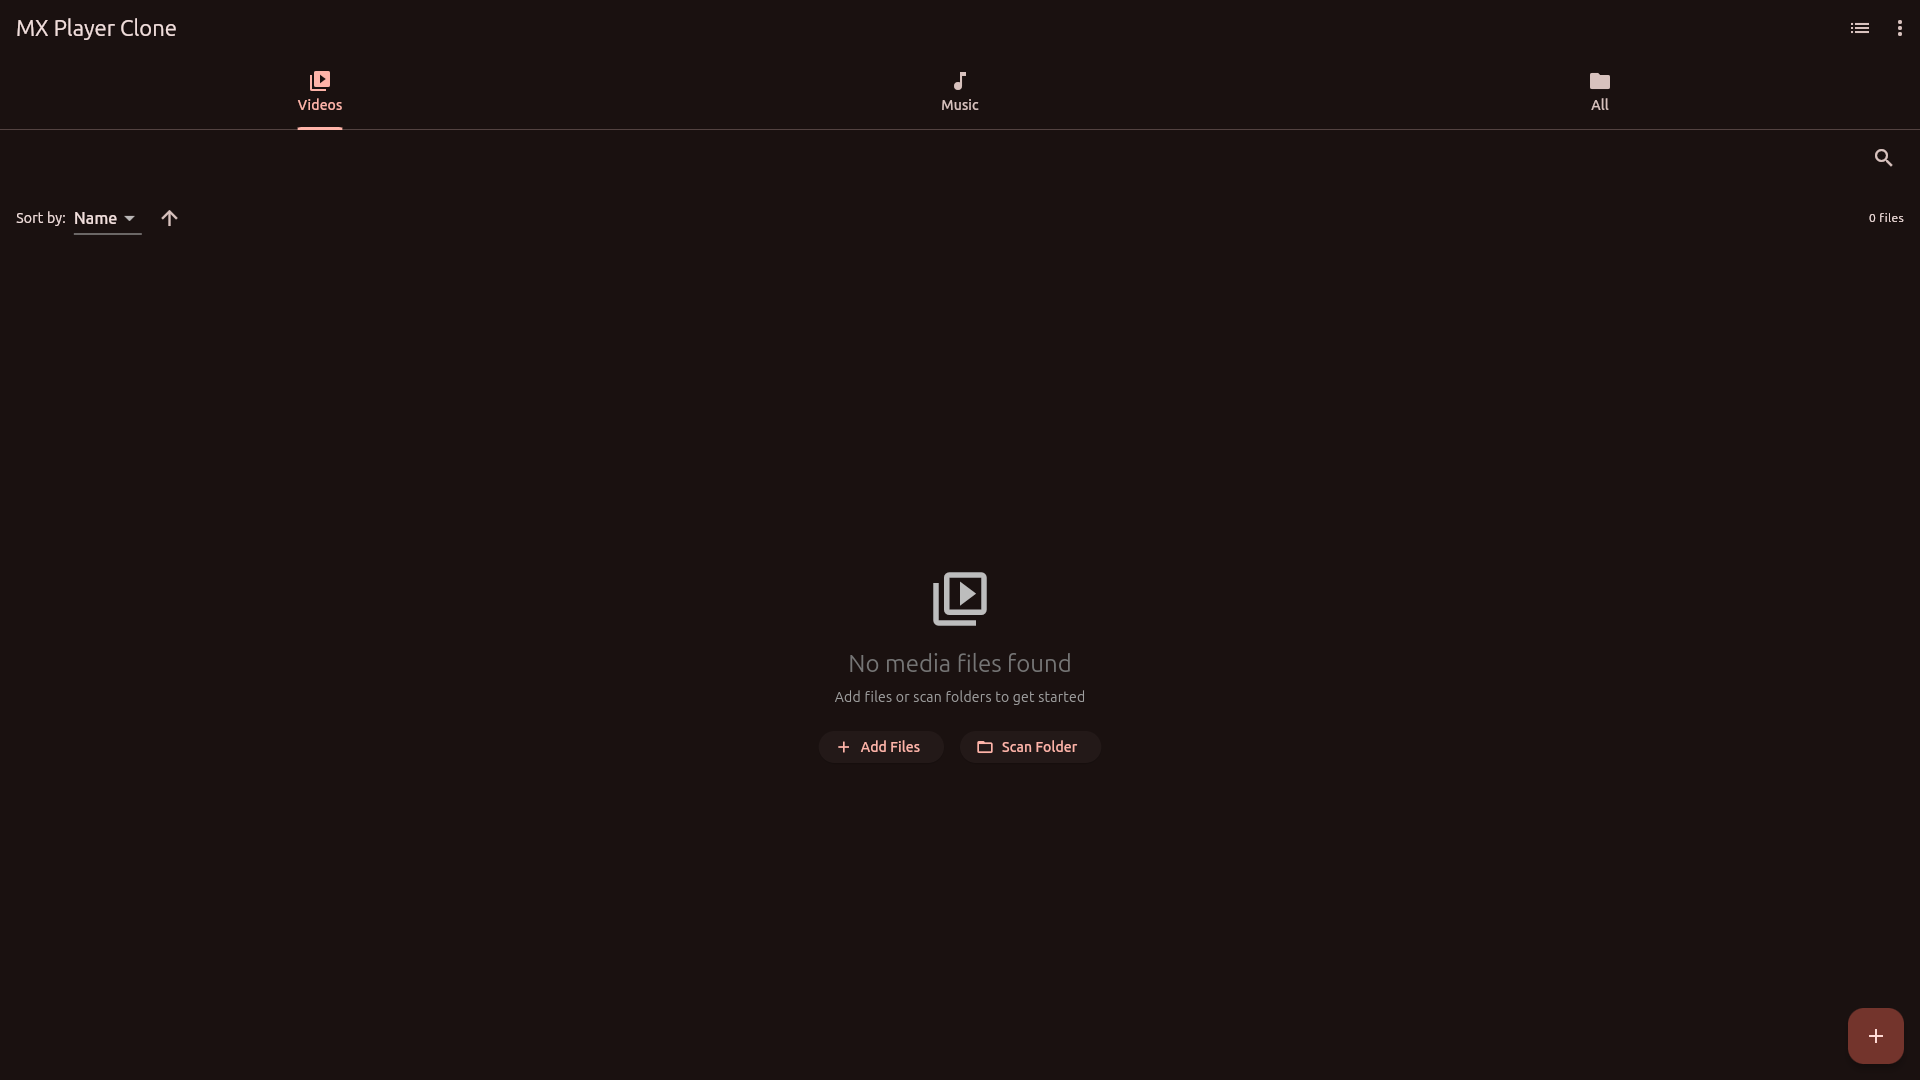 MX Player Clone
Videos
Music
All
Sort by: Name
0 files
No media files found
Add files or scan folders to get started
Add Files
Scan Folder